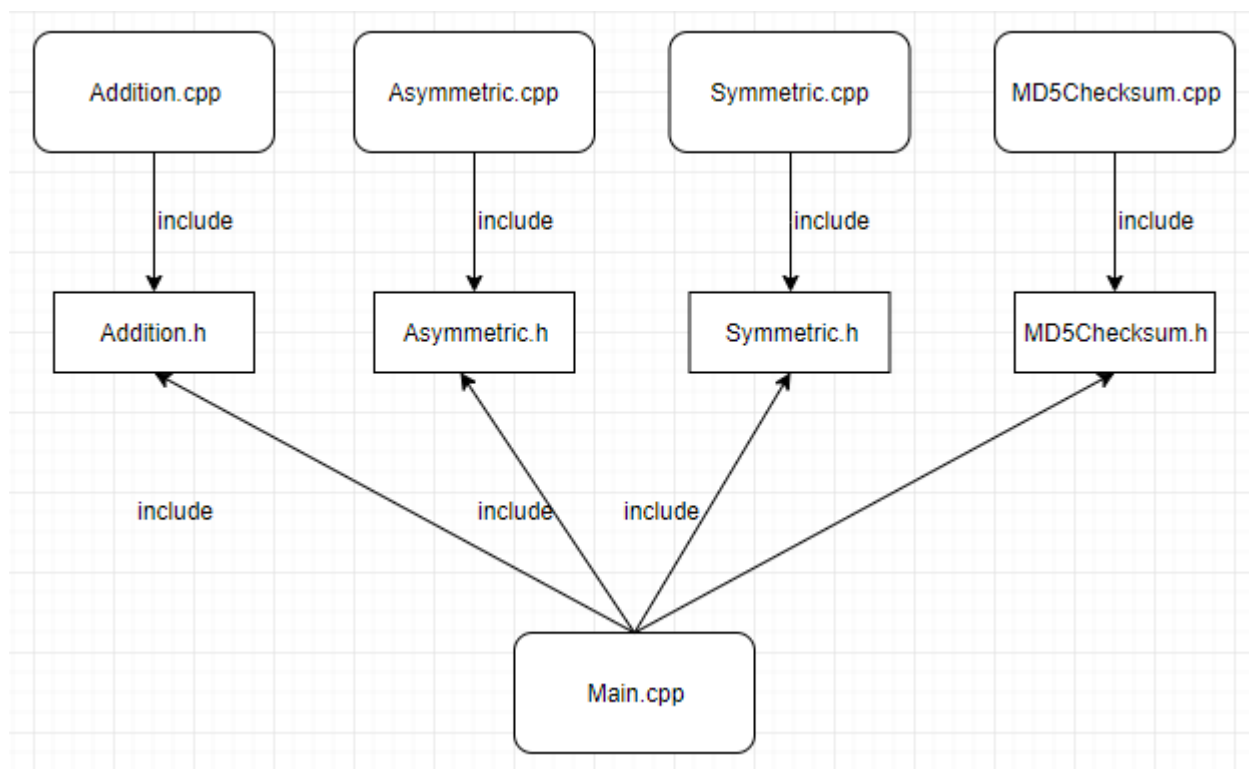 Addition.cpp
Asymmetric.cpp
Symmetric.cpp
MD5Checksum.cpp
include
include
include
include
Addition.h
Asymmetric.h
Symmetric.h
MD5Checksum.h
include
include
include
Main.cpp